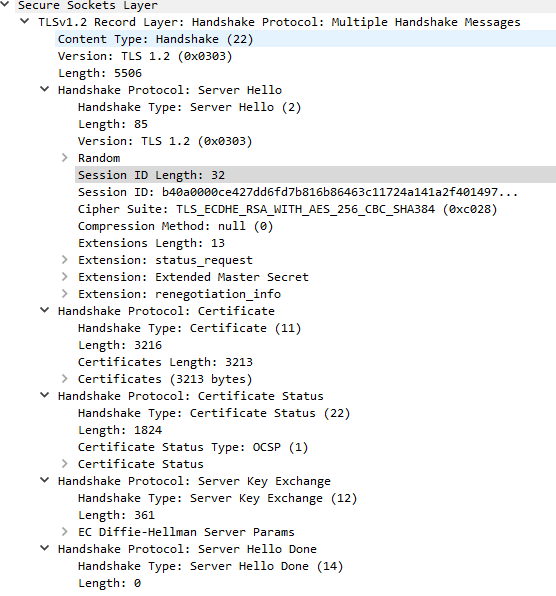 Secure Sockets Layer
TLSv1.2 Record Layer: Handshake Protocol: Multiple Handshake Messages
Content Type: Handshake (22)
Version: TLS 1.2 (0x0303)
Length: 5506
Handshake Protocol: Server Hello
Handshake Type: Server Hello (2)
Length: 85
Version: TLS 1.2 (0x0303)
Random
Session ID Length: 32
Session ID: b40a0000ce427dd6fd7b816b86463c11724a141a2f401497...
Cipher Suite: TLS_ECDHE_RSA_WITH_AES_256_CBC_SHA384 (0xc028)
Compression Method: null (0)
Extensions Length: 13
Extension: status_request
Extension: Extended Master Secret
Extension: renegotiation_info
Handshake Protocol: Certificate
Handshake Type: Certificate (11)
Length: 3216
Certificates Length: 3213
Certificates (3213 bytes)
Handshake Protocol: Certificate Status
Handshake Type: Certificate Status (22)
Length: 1824
Certificate Status Type: OCSP (1)
Certificate Status
Handshake Protocol: Server Key Exchange
Handshake Type: Server Key Exchange (12)
Length: 361
EC Diffie-Hellman Server Params
Handshake Protocol: Server Hello Done
Handshake Type: Server Hello Done (14)
Length: 0